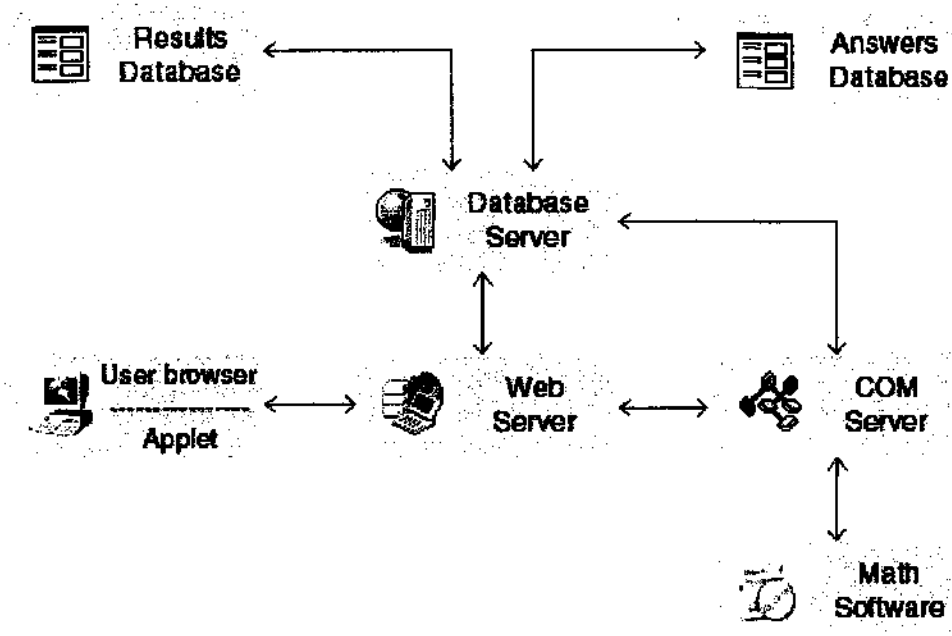 Results
Database
Answers
Database
Database
Server
User browser
Applet
Web
Server
COM
Server
Math
Software